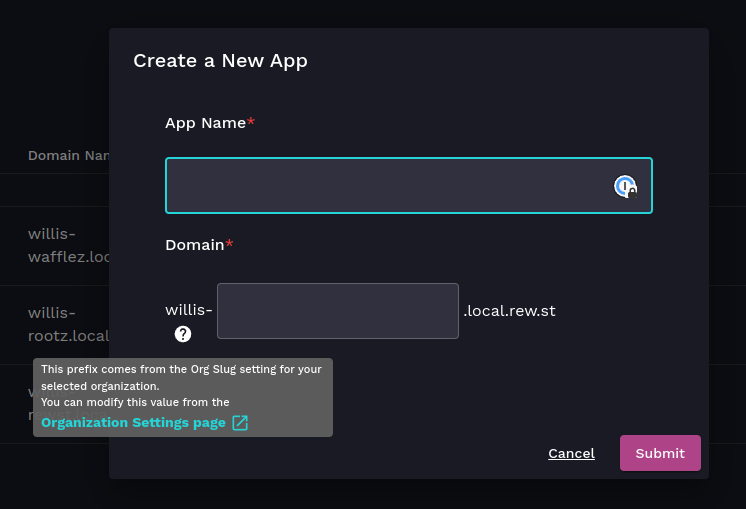 Create a New App
App Name*
Domain Nam
Domain*
willis-
wafflez.loc
willis-
.local.rew.st
willis-
rootz.local
This prefix comes from the Org Slug setting for your
selected organization.
You can modify this value from the
Organization Settings page
Cancel
Submit